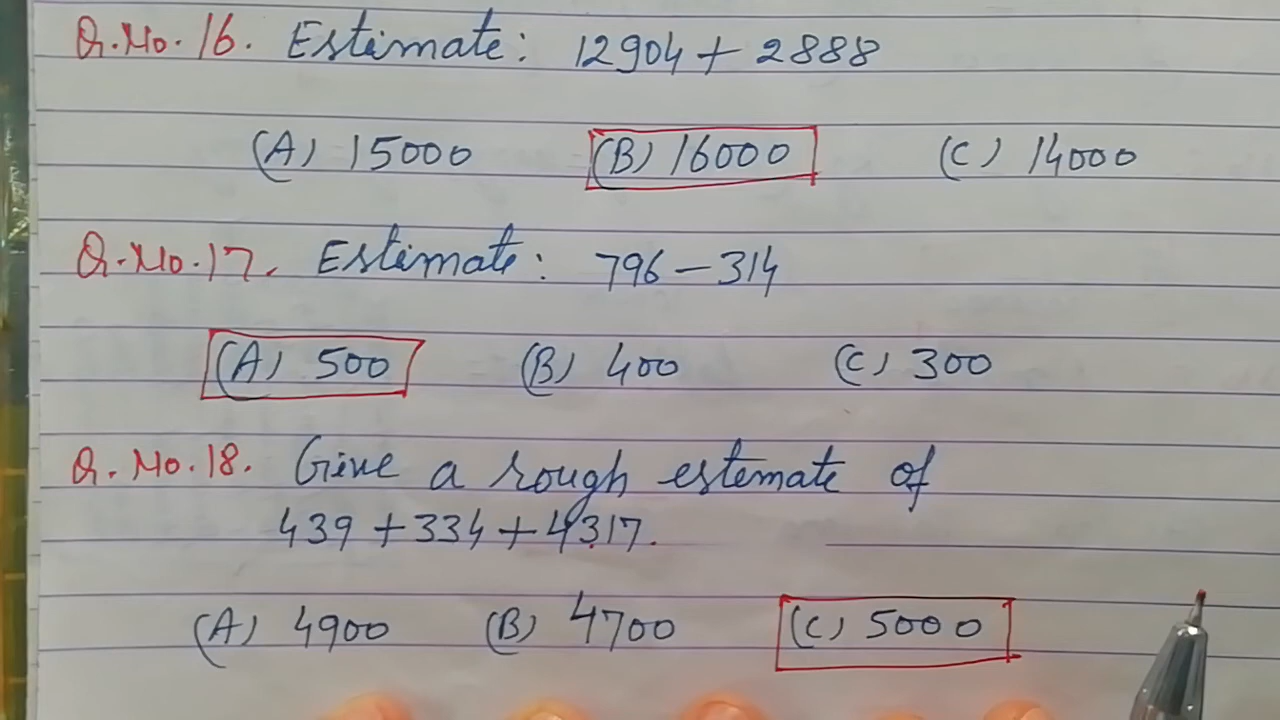 Q.No.16. Estimate: 12904 + 2888
(A) 15000 (B) 16000 (C) 14000
Q.No.17. Estimate: 796 - 314
(A) 500 (B) 400 (C) 300
Q.No.18. Give a rough estemate of
439 + 334 + 4317.
(A) 4900 (B) 4700 (C) 5000